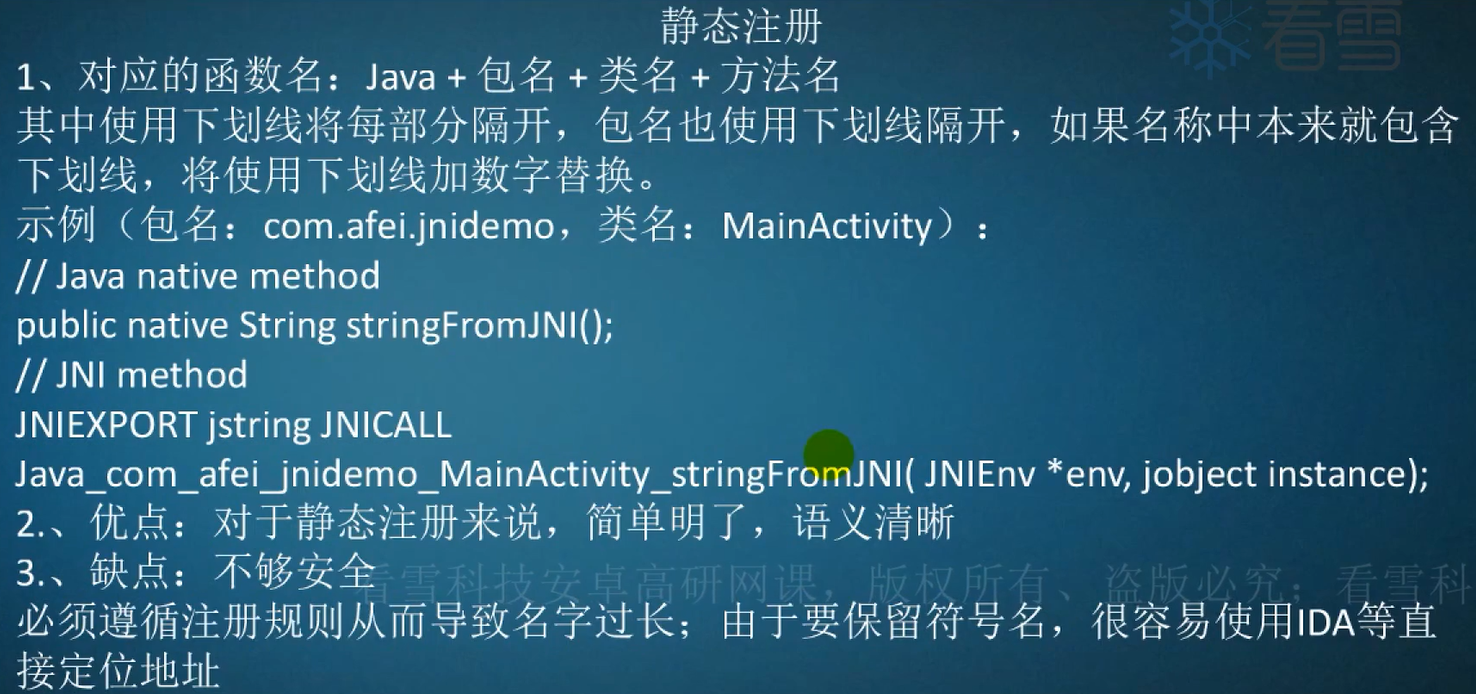 静态注册
看雪
1、对应的函数名：Java + 包名 + 类名 + 方法名
其中使用下划线将每部分隔开，包名也使用下划线隔开，如果名称中本来就包含
下划线，将使用下划线加数字替换。
示例（包名：com.afei.jnidemo，类名：MainActivity）：
// Java native method
public native String stringFromJNI();
// JNI method
JNIEXPORT jstring JNICALL
Java_com_afei_jnidemo_MainActivity_stringFromJNI( JNIEnv *env, jobject instance);
2.、优点：对于静态注册来说，简单明了，语义清晰
3.、缺点：不够安全
看雪科技安卓高研网课，版权所有、盗版必究；看雪科
必须遵循注册规则从而导致名字过长；由于要保留符号名，很容易使用IDA等直
接定位地址